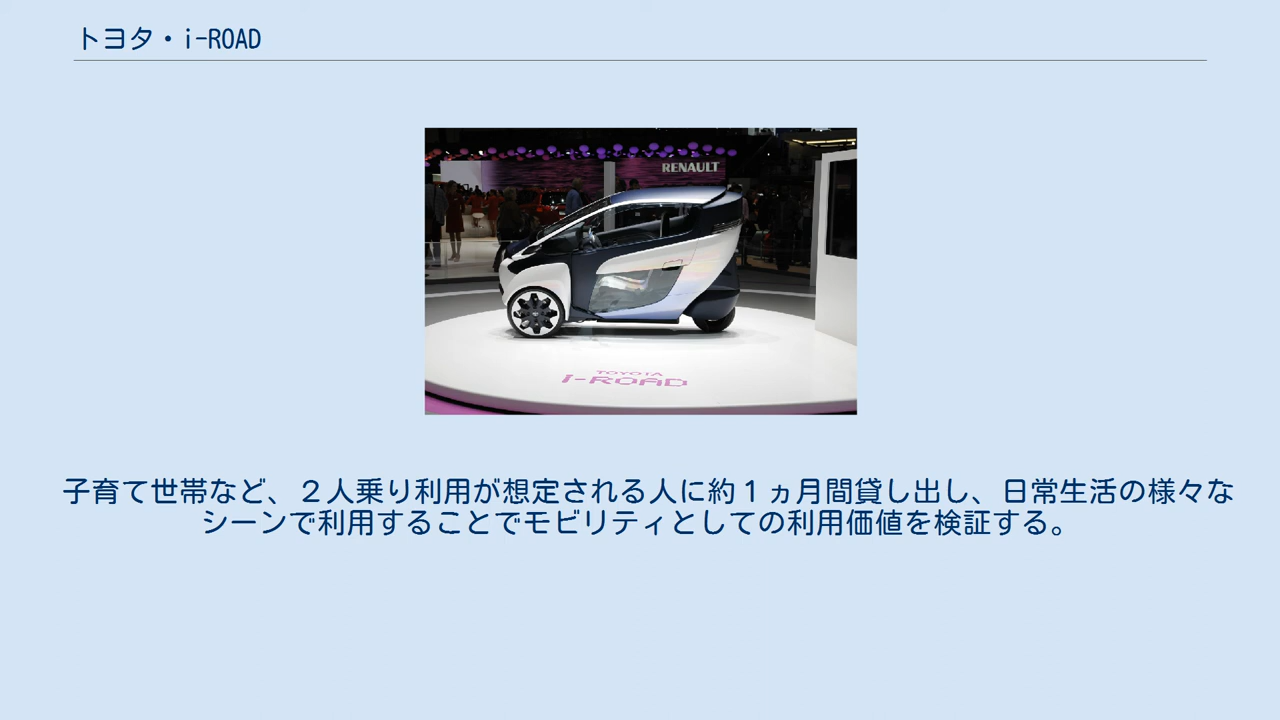 トヨタ・i-ROAD
RENAULT
TOYOTA
i-ROAD
子育て世帯など、２人乗り利用が想定される人に約１ヵ月間貸し出し、日常生活の様々な
シーンで利用することでモビリティとしての利用価値を検証する。